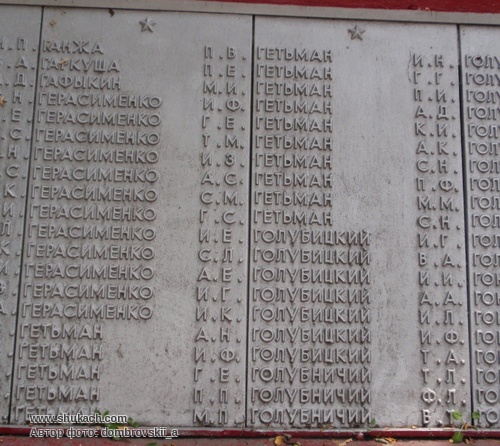 П.В.
ГАРКУША П.Е.
ГАФЫКИН М.И.
ГЕРАСИМЕНКО И.Ф.
ГЕРАСИМЕНКО Г.Е.
ГЕРАСИМЕНКО Т.М.
ГЕРАСИМЕНКО И.З.
ГЕРАСИМЕНКО А.С.
ГЕРАСИМЕНКО С.М.
ГЕРАСИМЕНКО Г.С.
ГЕРАСИМЕНКО И.Е.
ГЕРАСИМЕНКО С.Л.
ГЕРАСИМЕНКО А.Е
ГЕРАСИМЕНКО И.Г.
ГЕРАСИМЕНКО И.К
ГЕТЬМАН А.Н
ГЕТЬМАН И.Ф.
ГЕТЬМАН Г.Е.
ГЕТЬМАН П.П.
ГЕТЬМАН М.П
ГЕТЬМАН И.Н.
ГЕТЬМАН Г.Г.
ГЕТЬМАН П.И
ГЕТЬМАН А.Д
ГЕТЬМАН К.И
ГЕТЬМАН А.К
ГЕТЬМАН С.Н
ГЕТЬМАН П.Ф.
ГЕТЬМАН М.М.
ГЕТЬМАН С.Н.
ГОЛУБИЦКИЙ И.Г
ГОЛУБИЦКИЙ В.А
ГОЛУБИЦКИЙ И.И
ГОЛУБИЦКИЙ А.А
ГОЛУБИЦКИЙ И.Л
ГОЛУБИЦКИЙ И.Ф
ГОЛУБИЦКИЙ Т.А
ГОЛУБНИЧИЙ Т.Л
ГОЛУБНИЧИЙ Ф.Л
ГОЛУБНИЧИЙ В.Т
www.shukach.com
Автор фото: dombrovskii_a